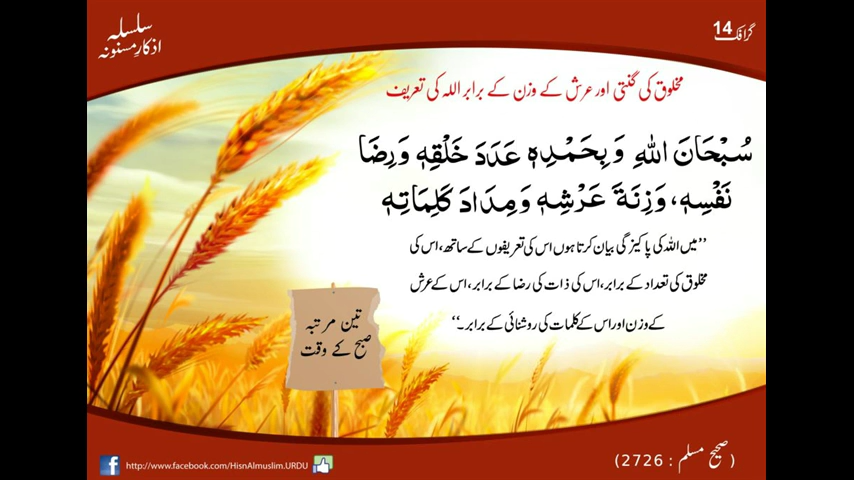 سلسلہ
اذکارِ مسنونہ
گرافک 14
مخلوق کی گنتی اور عرش کے وزن کے برابر اللہ کی تعریف
سُبْحَانَ اللهِ وَبِحَمْدِهٖ عَدَدَ خَلْقِهٖ وَرِضَا
نَفْسِهٖ، وَزِنَةَ عَرْشِهٖ وَمِدَادَ كَلِمَاتِهٖ
’’میں اللہ کی پاکیزگی بیان کرتا ہوں اس کی تعریفوں کے ساتھ، اس کی
مخلوق کی تعداد کے برابر، اس کی ذات کی رضا کے برابر، اس کے عرش
کے وزن اور اس کے کلمات کی روشنائی کے برابر۔‘‘
تین مرتبہ
صبح کے وقت
(صحیح مسلم : 2726)
http://www.facebook.com/HisnAlmuslim.URDU